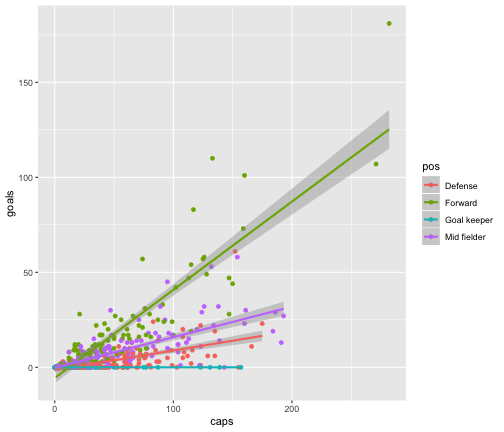 150
100
50
0
goals
0
100
200
caps
pos
Defense
Forward
Goal keeper
Mid fielder